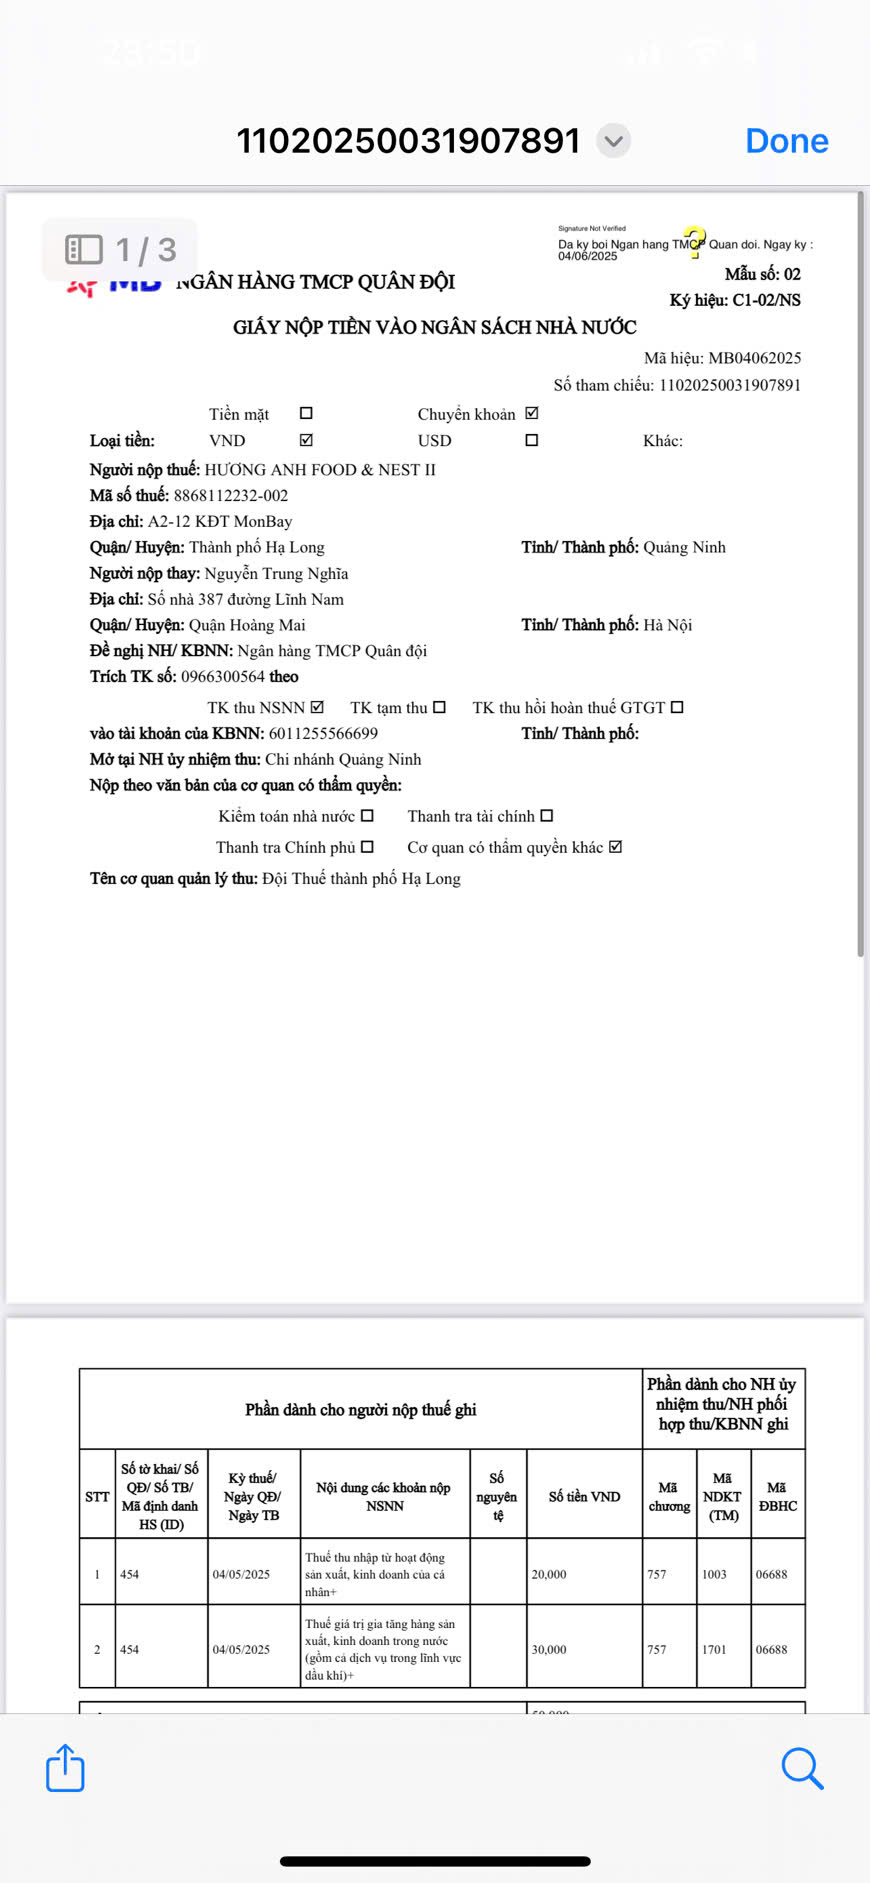 23:50
11020250031907891
Done
1 / 3
Signature Not Verified
Da ky boi Ngan hang TMCP Quan doi. Ngay ky :
04/06/2025
MB NGÂN HÀNG TMCP QUÂN ĐỘI
Mẫu số: 02
Ký hiệu: C1-02/NS
GIẤY NỘP TIỀN VÀO NGÂN SÁCH NHÀ NƯỚC
Mã hiệu: MB04062025
Số tham chiếu: 11020250031907891
Tiền mặt ☐ Chuyển khoản ☑
Loại tiền: VND ☑ USD ☐ Khác:
Người nộp thuế: HƯƠNG ANH FOOD & NEST II
Mã số thuế: 8868112232-002
Địa chỉ: A2-12 KĐT MonBay
Quận/ Huyện: Thành phố Hạ Long Tỉnh/ Thành phố: Quảng Ninh
Người nộp thay: Nguyễn Trung Nghĩa
Địa chỉ: Số nhà 387 đường Lĩnh Nam
Quận/ Huyện: Quận Hoàng Mai Tỉnh/ Thành phố: Hà Nội
Đề nghị NH/ KBNN: Ngân hàng TMCP Quân đội
Trích TK số: 0966300564 theo
TK thu NSNN ☑ TK tạm thu ☐ TK thu hồi hoàn thuế GTGT ☐
vào tài khoản của KBNN: 6011255566699 Tỉnh/ Thành phố:
Mở tại NH ủy nhiệm thu: Chi nhánh Quảng Ninh
Nộp theo văn bản của cơ quan có thẩm quyền:
Kiểm toán nhà nước ☐ Thanh tra tài chính ☐
Thanh tra Chính phủ ☐ Cơ quan có thẩm quyền khác ☑
Tên cơ quan quản lý thu: Đội Thuế thành phố Hạ Long
Phần dành cho người nộp thuế ghi
Phần dành cho NH ủy
nhiệm thu/NH phối
hợp thu/KBNN ghi
STT
Số tờ khai/ Số
QĐ/ Số TB/
Mã định danh
HS (ID)
Kỳ thuế/
Ngày QĐ/
Ngày TB
Nội dung các khoản nộp
NSNN
Số
nguyên
tệ
Số tiền VND
Mã
chương
Mã
NDKT
(TM)
Mã
ĐBHC
1
454
04/05/2025
Thuế thu nhập từ hoạt động
sản xuất, kinh doanh của cá
nhân+
20,000
757
1003
06688
2
454
04/05/2025
Thuế giá trị gia tăng hàng sản
xuất, kinh doanh trong nước
(gồm cả dịch vụ trong lĩnh vực
dầu khí)+
30,000
757
1701
06688